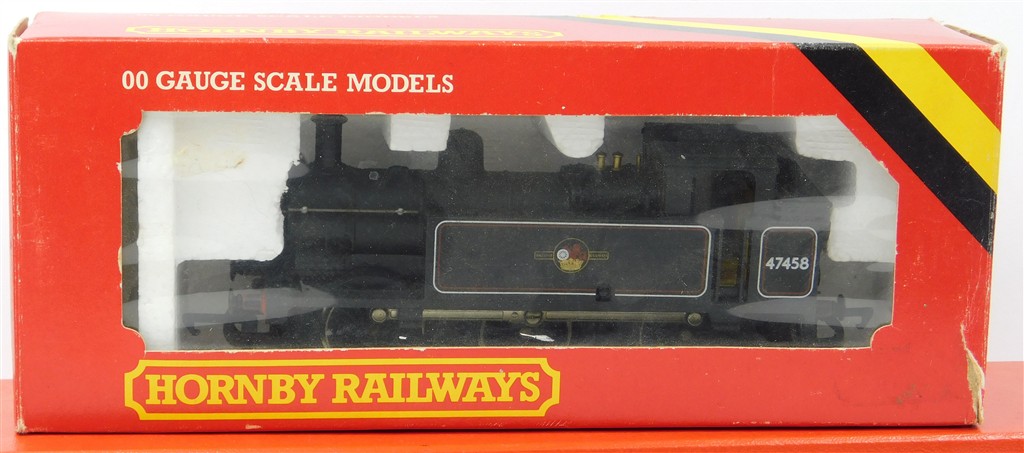 HORNBY RAILWAYS
00 GAUGE SCALE MODELS
47458
HORNBY RAILWAYS